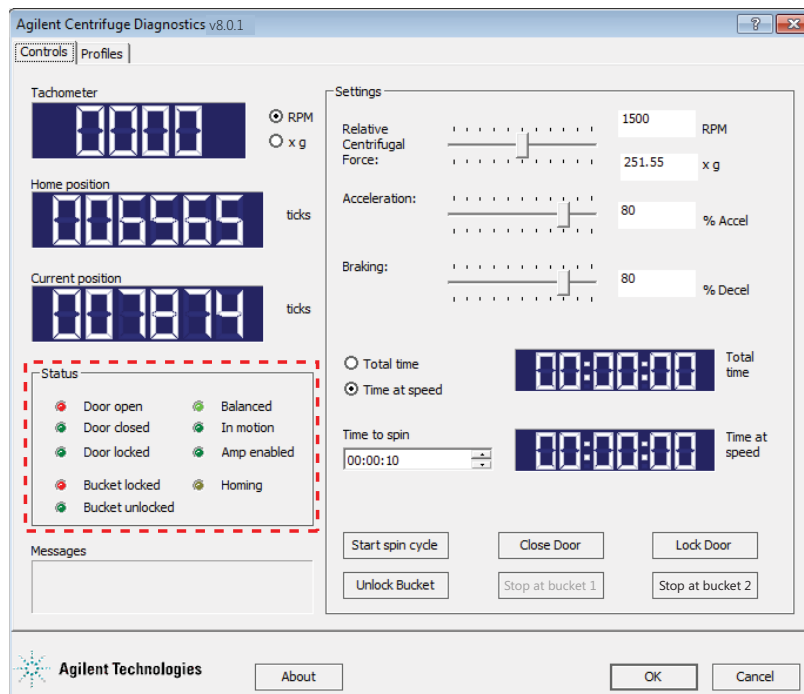 Agilent Centrifuge Diagnostics v8.0.1
Controls Profiles
Tachometer
0000
RPM
x g
Home position
006565
ticks
Current position
001874
ticks
Status
Door open
Balanced
Door closed
In motion
Door locked
Amp enabled
Bucket locked
Homing
Bucket unlocked
Messages
Settings
Relative
Centrifugal
Force:
1500
RPM
251.55
x g
Acceleration:
80
% Accel
Braking:
80
% Decel
Total time
Time at speed
00:00:00
Total
time
Time to spin
00:00:10
00:00:00
Time at
speed
Start spin cycle
Close Door
Lock Door
Unlock Bucket
Stop at bucket 1
Stop at bucket 2
Agilent Technologies
About
OK
Cancel